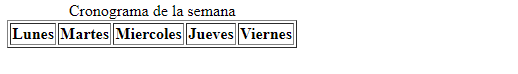 Cronograma de la semana
Lunes Martes Miercoles Jueves Viernes